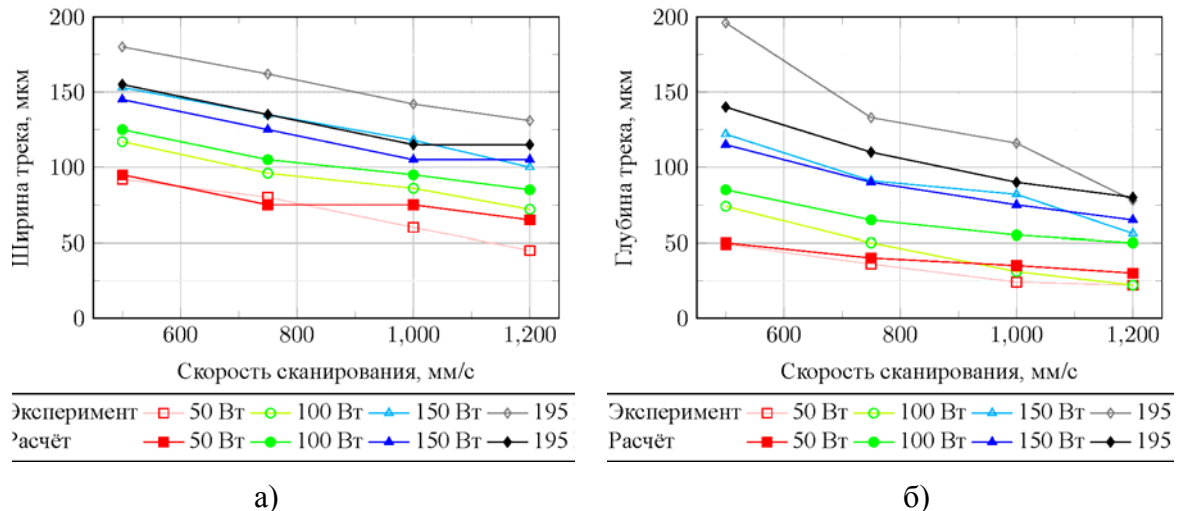 200
150
100
50
0
Ширина трека, мкм
600 800 1,000 1,200
Скорость сканирования, мм/с
Эксперимент 50 Вт 100 Вт 150 Вт 195
Расчёт 50 Вт 100 Вт 150 Вт 195
а)
200
150
100
50
0
Глубина трека, мкм
600 800 1,000 1,200
Скорость сканирования, мм/с
Эксперимент 50 Вт 100 Вт 150 Вт 195
Расчёт 50 Вт 100 Вт 150 Вт 195
б)